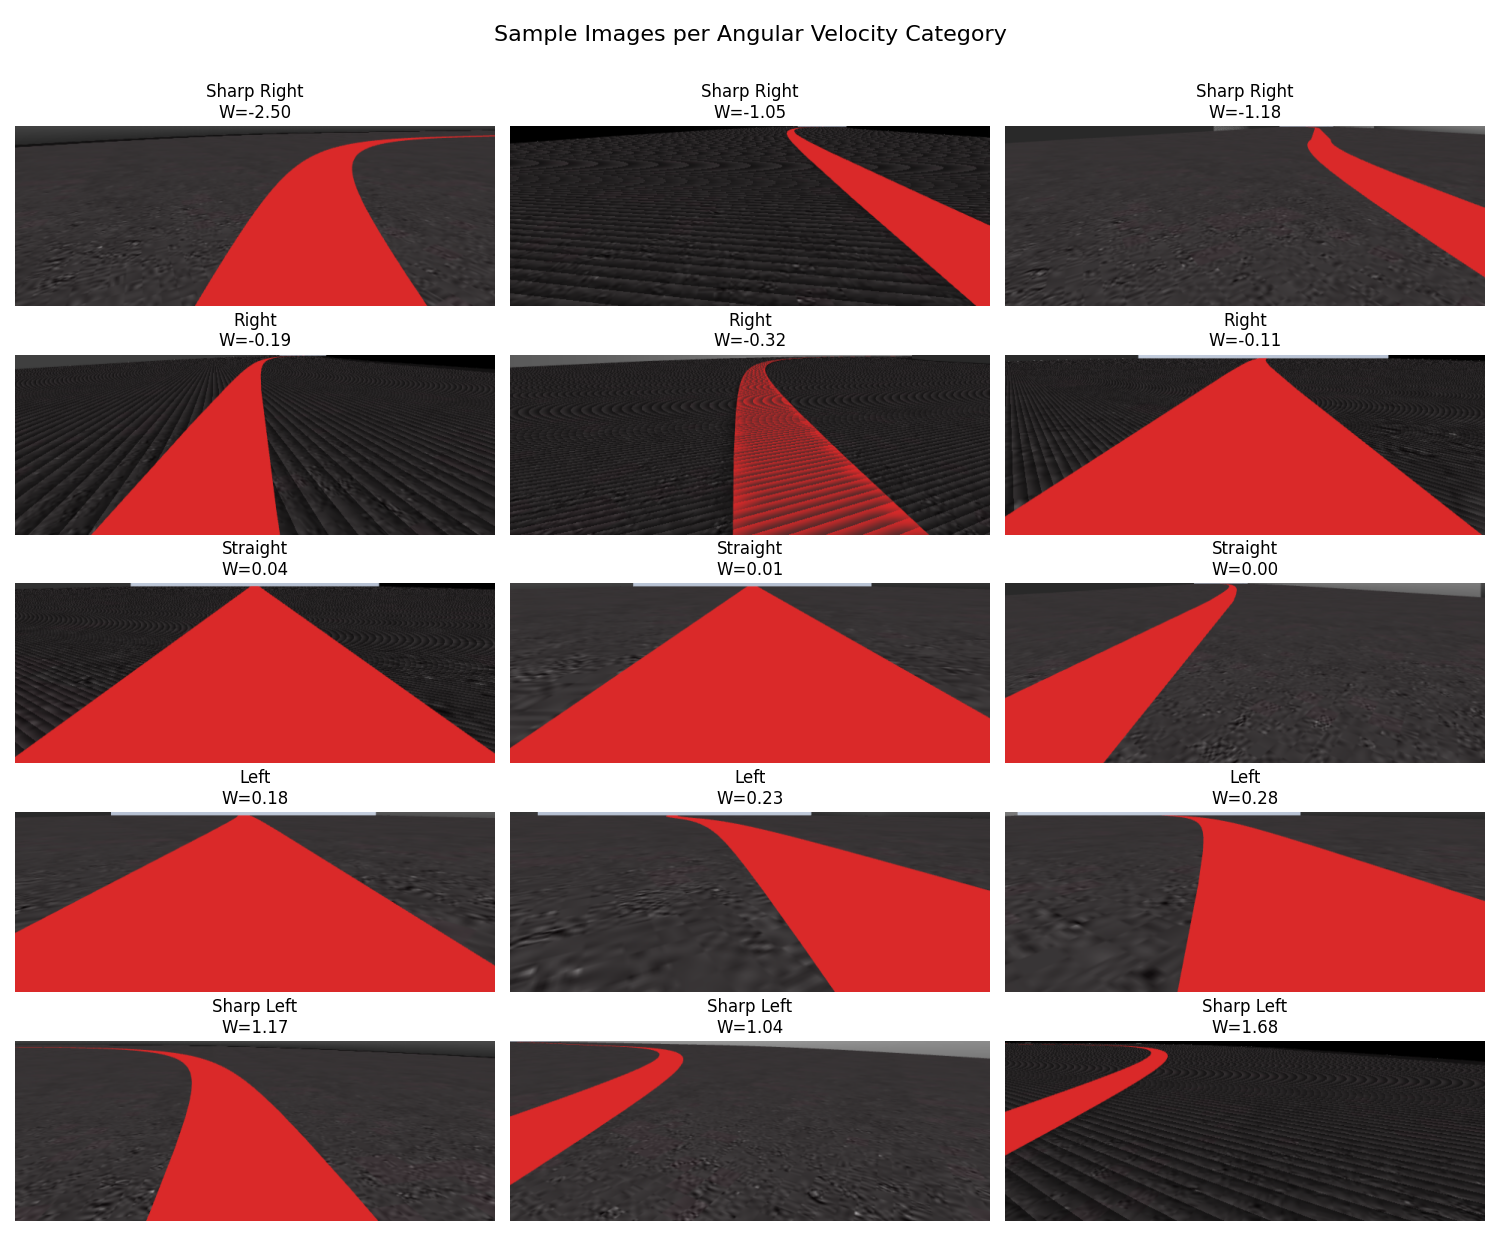 Sample Images per Angular Velocity Category
Sharp Right
W=-2.50
Sharp Right
W=-1.05
Sharp Right
W=-1.18
Right
W=-0.19
Right
W=-0.32
Right
W=-0.11
Straight
W=0.04
Straight
W=0.01
Straight
W=0.00
Left
W=0.18
Left
W=0.23
Left
W=0.28
Sharp Left
W=1.17
Sharp Left
W=1.04
Sharp Left
W=1.68